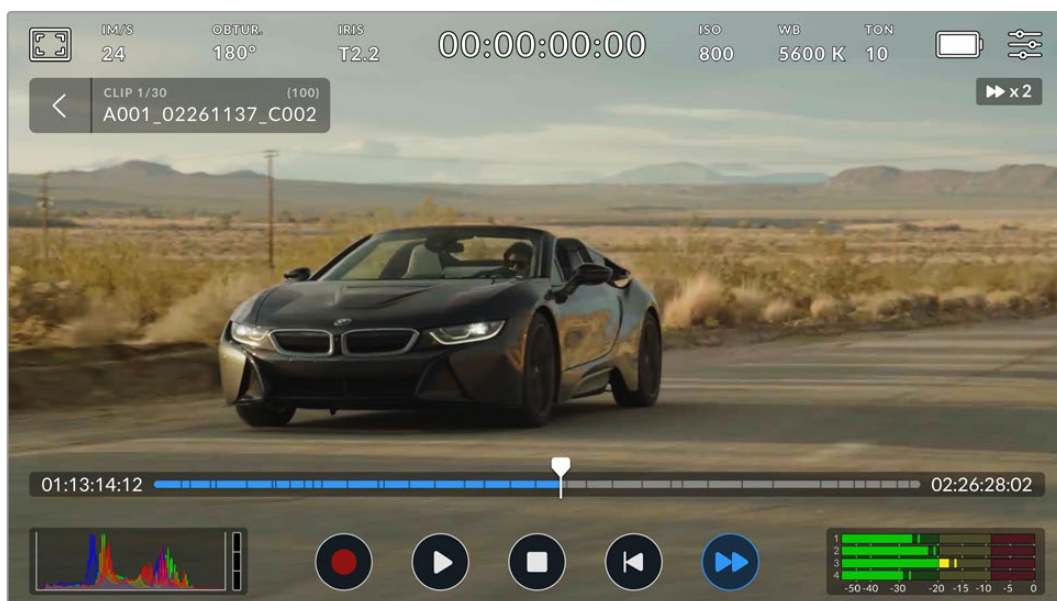 IM/S OBTUR. IRIS 00:00:00:00 ISO WB TON
24 180° T2.2 800 5600 K 10
CLIP 1/30 (100)
A001_02261137_C002
x 2
01:13:14:12 02:26:28:02
1
2
3
4
-50 -40 -30 -20 -15 -10 -5 0